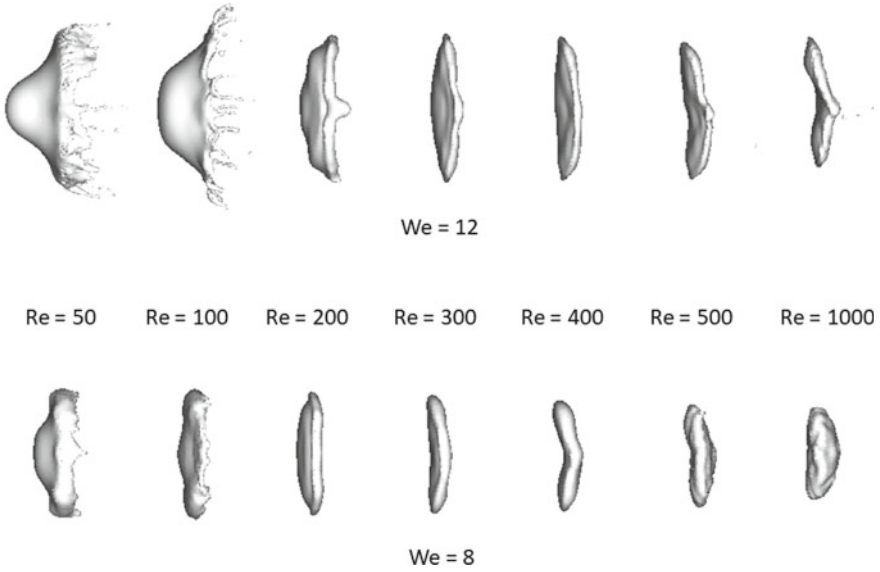 We = 12
Re = 50 Re = 100 Re = 200 Re = 300 Re = 400 Re = 500 Re = 1000
We = 8